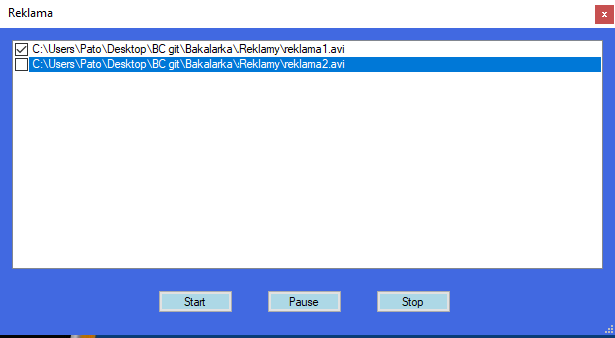 Reklama
x
C:\Users\Pato\Desktop\BC git\Bakalarka\Reklamy\reklama1.avi
C:\Users\Pato\Desktop\BC git\Bakalarka\Reklamy\reklama2.avi
Start
Pause
Stop